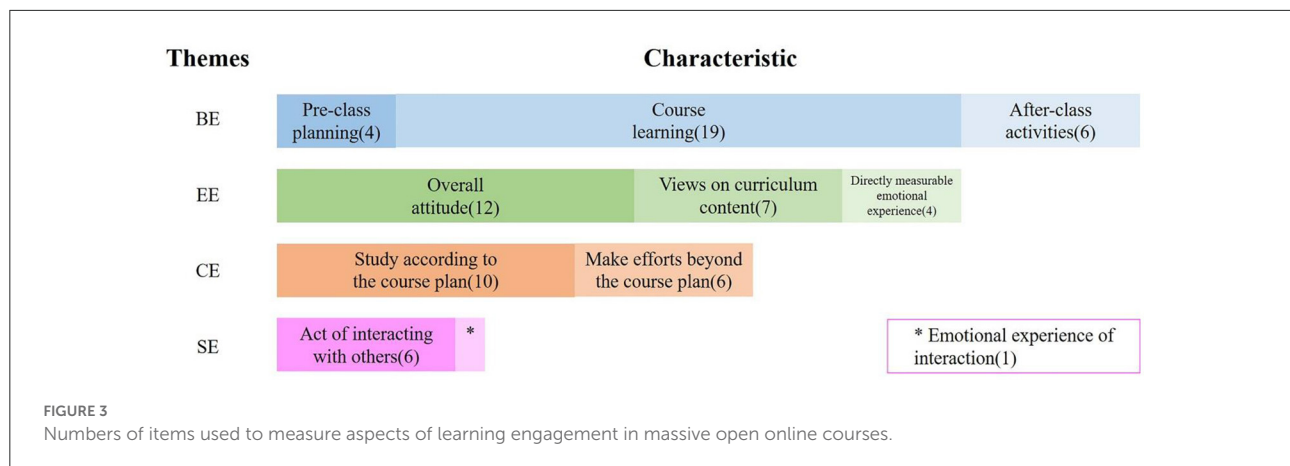 Themes
Characteristic
BE
Pre-class
planning(4)
Course
learning(19)
After-class
activities(6)
EE
Overall
attitude(12)
Views on curriculum
content(7)
Directly measurable
emotional
experience(4)
CE
Study according to
the course plan(10)
Make efforts beyond
the course plan(6)
SE
Act of interacting
with others(6)
*
* Emotional experience of
interaction(1)
FIGURE 3
Numbers of items used to measure aspects of learning engagement in massive open online courses.